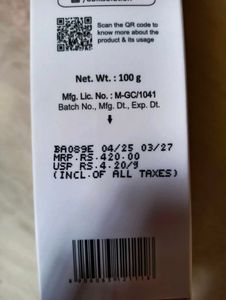 Scan the QR code to
know more about the
product & its usage
Net. Wt. : 100 g
Mfg. Lic. No. : M-GC/1041
Batch No., Mfg. Dt., Exp. Dt.
BA089E 04/25 03/27
MRP.RS.420.00
USP RS.4.20/g
(INCL.OF ALL TAXES)